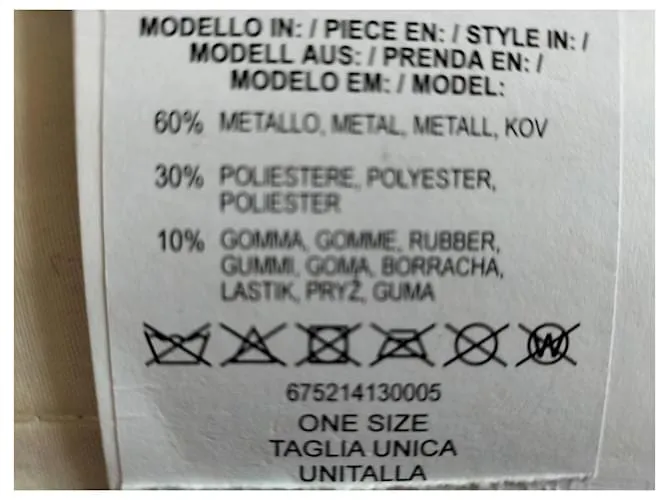 MODELLO IN: / PIECE EN: / STYLE IN: /
MODELL AUS: / PRENDA EN: /
MODELO EM: / MODEL:
60% METALLO, METAL, METALL, KOV
30% POLIESTERE, POLYESTER,
POLIESTER
10% GOMMA, GOMME, RUBBER,
GUMMI, GOMA, BORRACHA,
LASTIK, PRYŽ, GUMA
W
675214130005
ONE SIZE
TAGLIA UNICA
UNITALLA